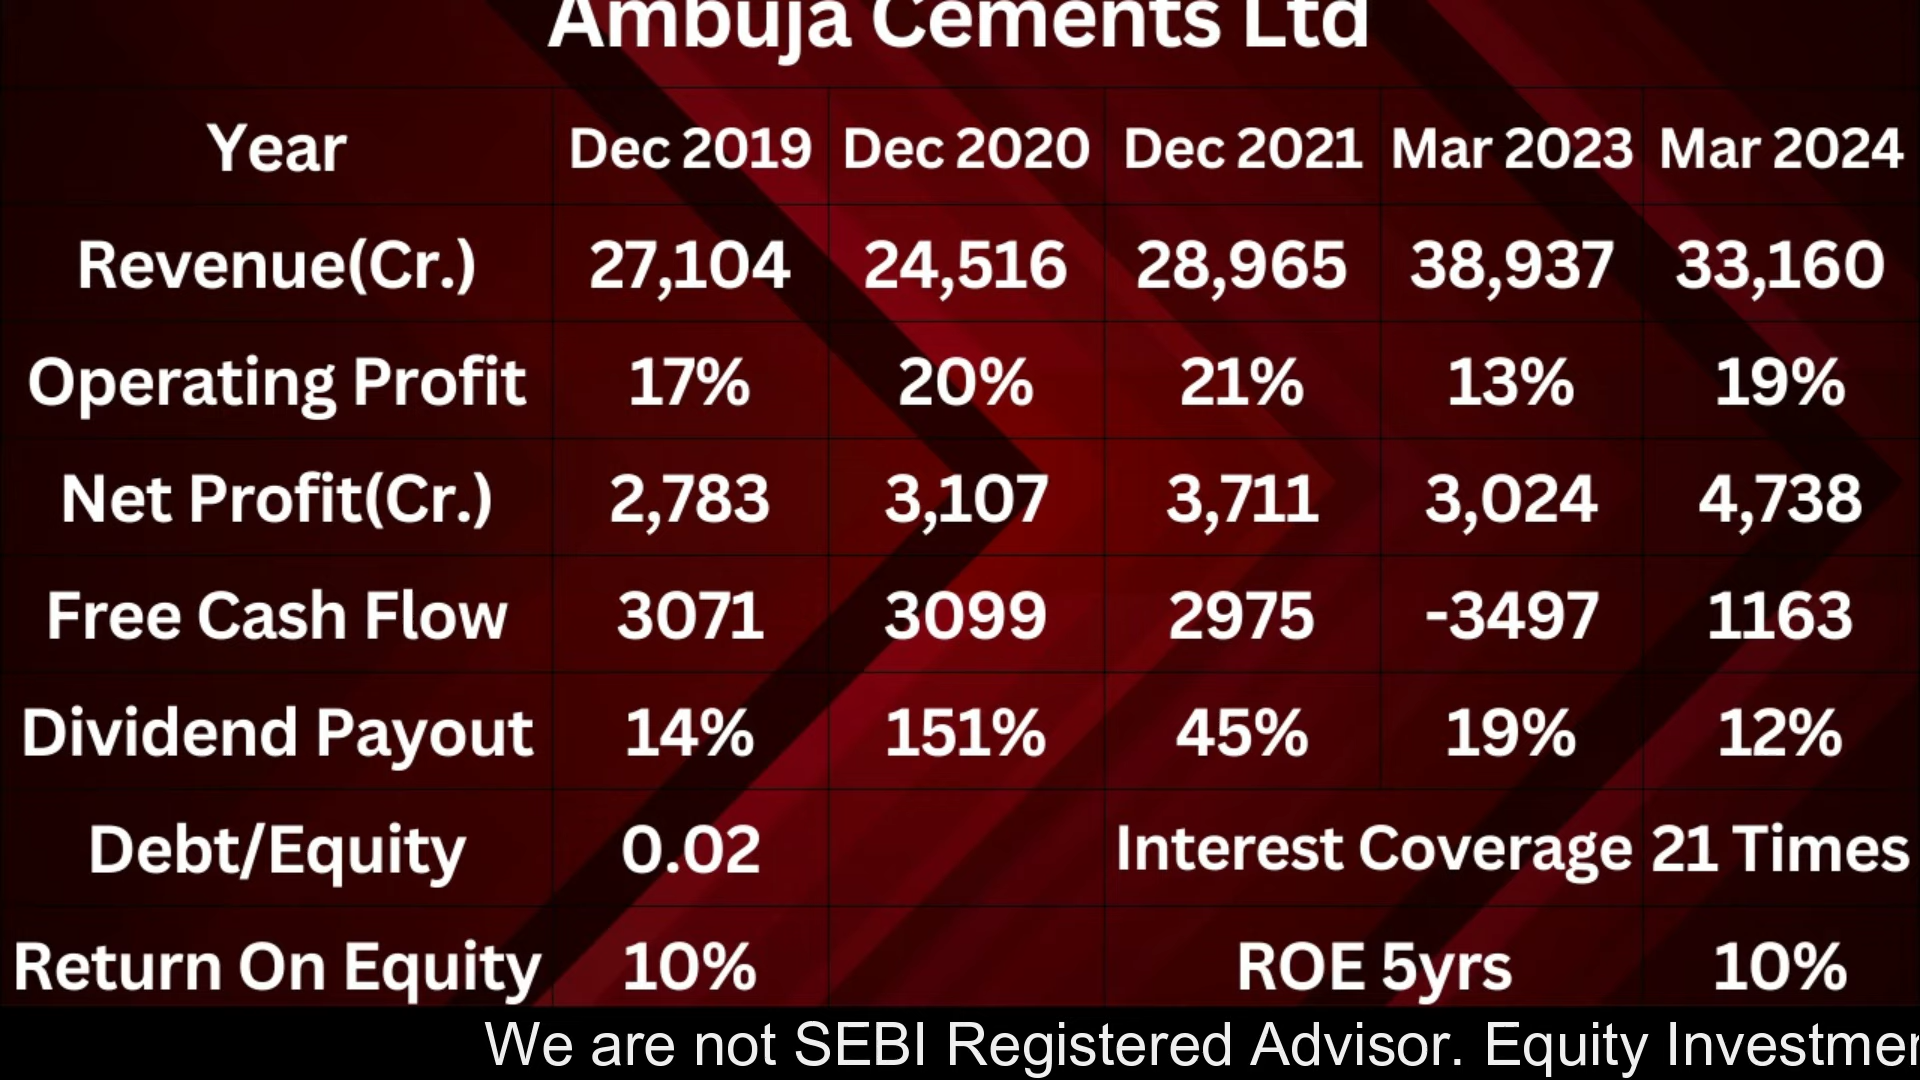 Ambuja Cements Ltd
Year Dec 2019 Dec 2020 Dec 2021 Mar 2023 Mar 2024
Revenue(Cr.) 27,104 24,516 28,965 38,937 33,160
Operating Profit 17% 20% 21% 13% 19%
Net Profit(Cr.) 2,783 3,107 3,711 3,024 4,738
Free Cash Flow 3071 3099 2975 -3497 1163
Dividend Payout 14% 151% 45% 19% 12%
Debt/Equity 0.02 Interest Coverage 21 Times
Return On Equity 10% ROE 5yrs 10%
We are not SEBI Registered Advisor. Equity